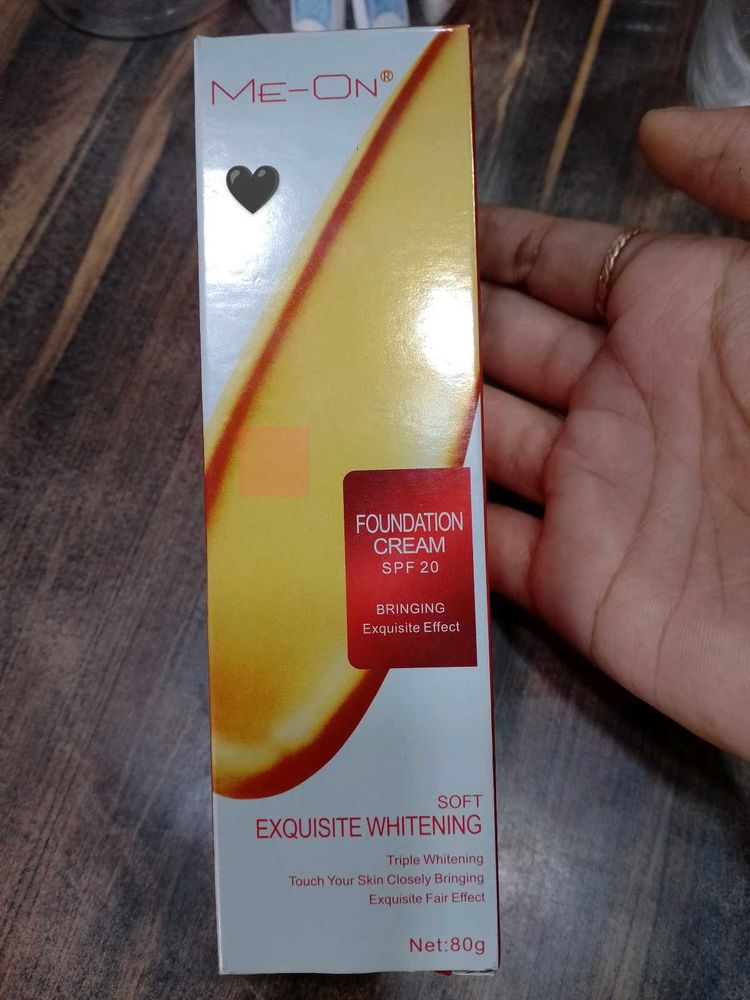 ME-ON®
FOUNDATION
CREAM
SPF 20
BRINGING
Exquisite Effect
SOFT
EXQUISITE WHITENING
Triple Whitening
Touch Your Skin Closely Bringing
Exquisite Fair Effect
Net:80g